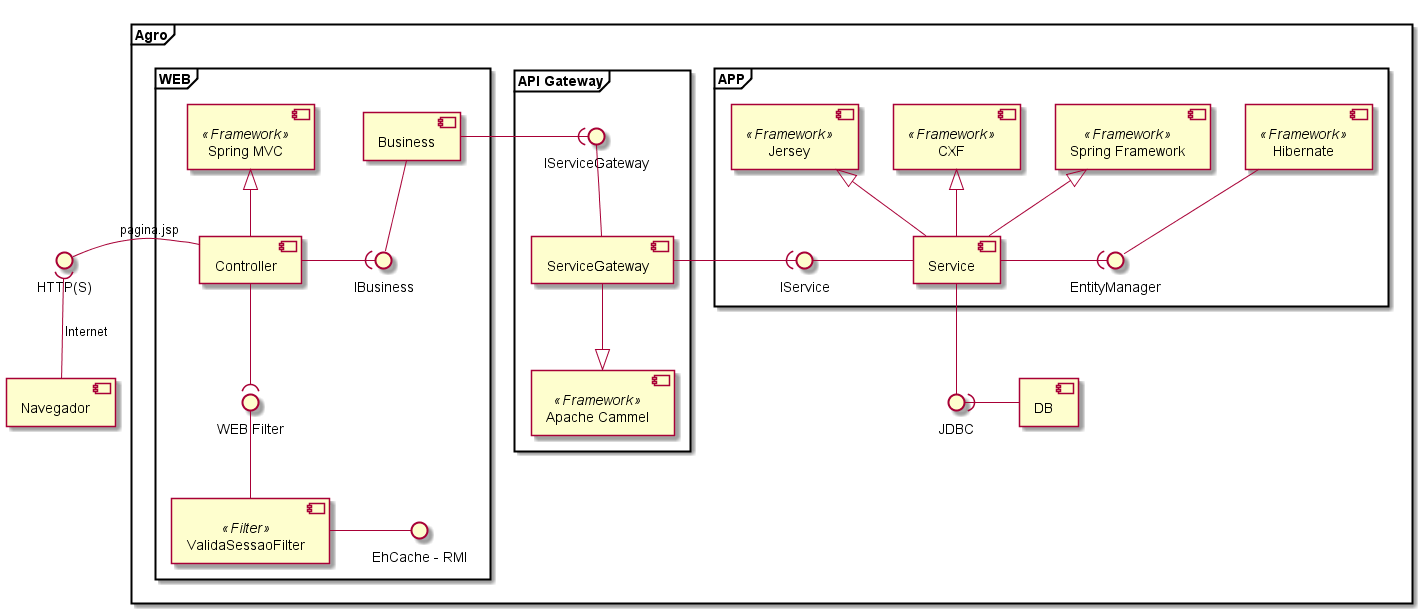 Agro
WEB
API Gateway
APP
«Framework»
Spring MVC
Business
IServiceGateway
«Framework»
Jersey
«Framework»
CXF
«Framework»
Spring Framework
«Framework»
Hibernate
pagina.jsp
HTTP(S)
Controller
IBusiness
ServiceGateway
IService
Service
EntityManager
Internet
Navegador
«Framework»
Apache Cammel
WEB Filter
JDBC
DB
«Filter»
ValidaSessaoFilter
EhCache - RMI